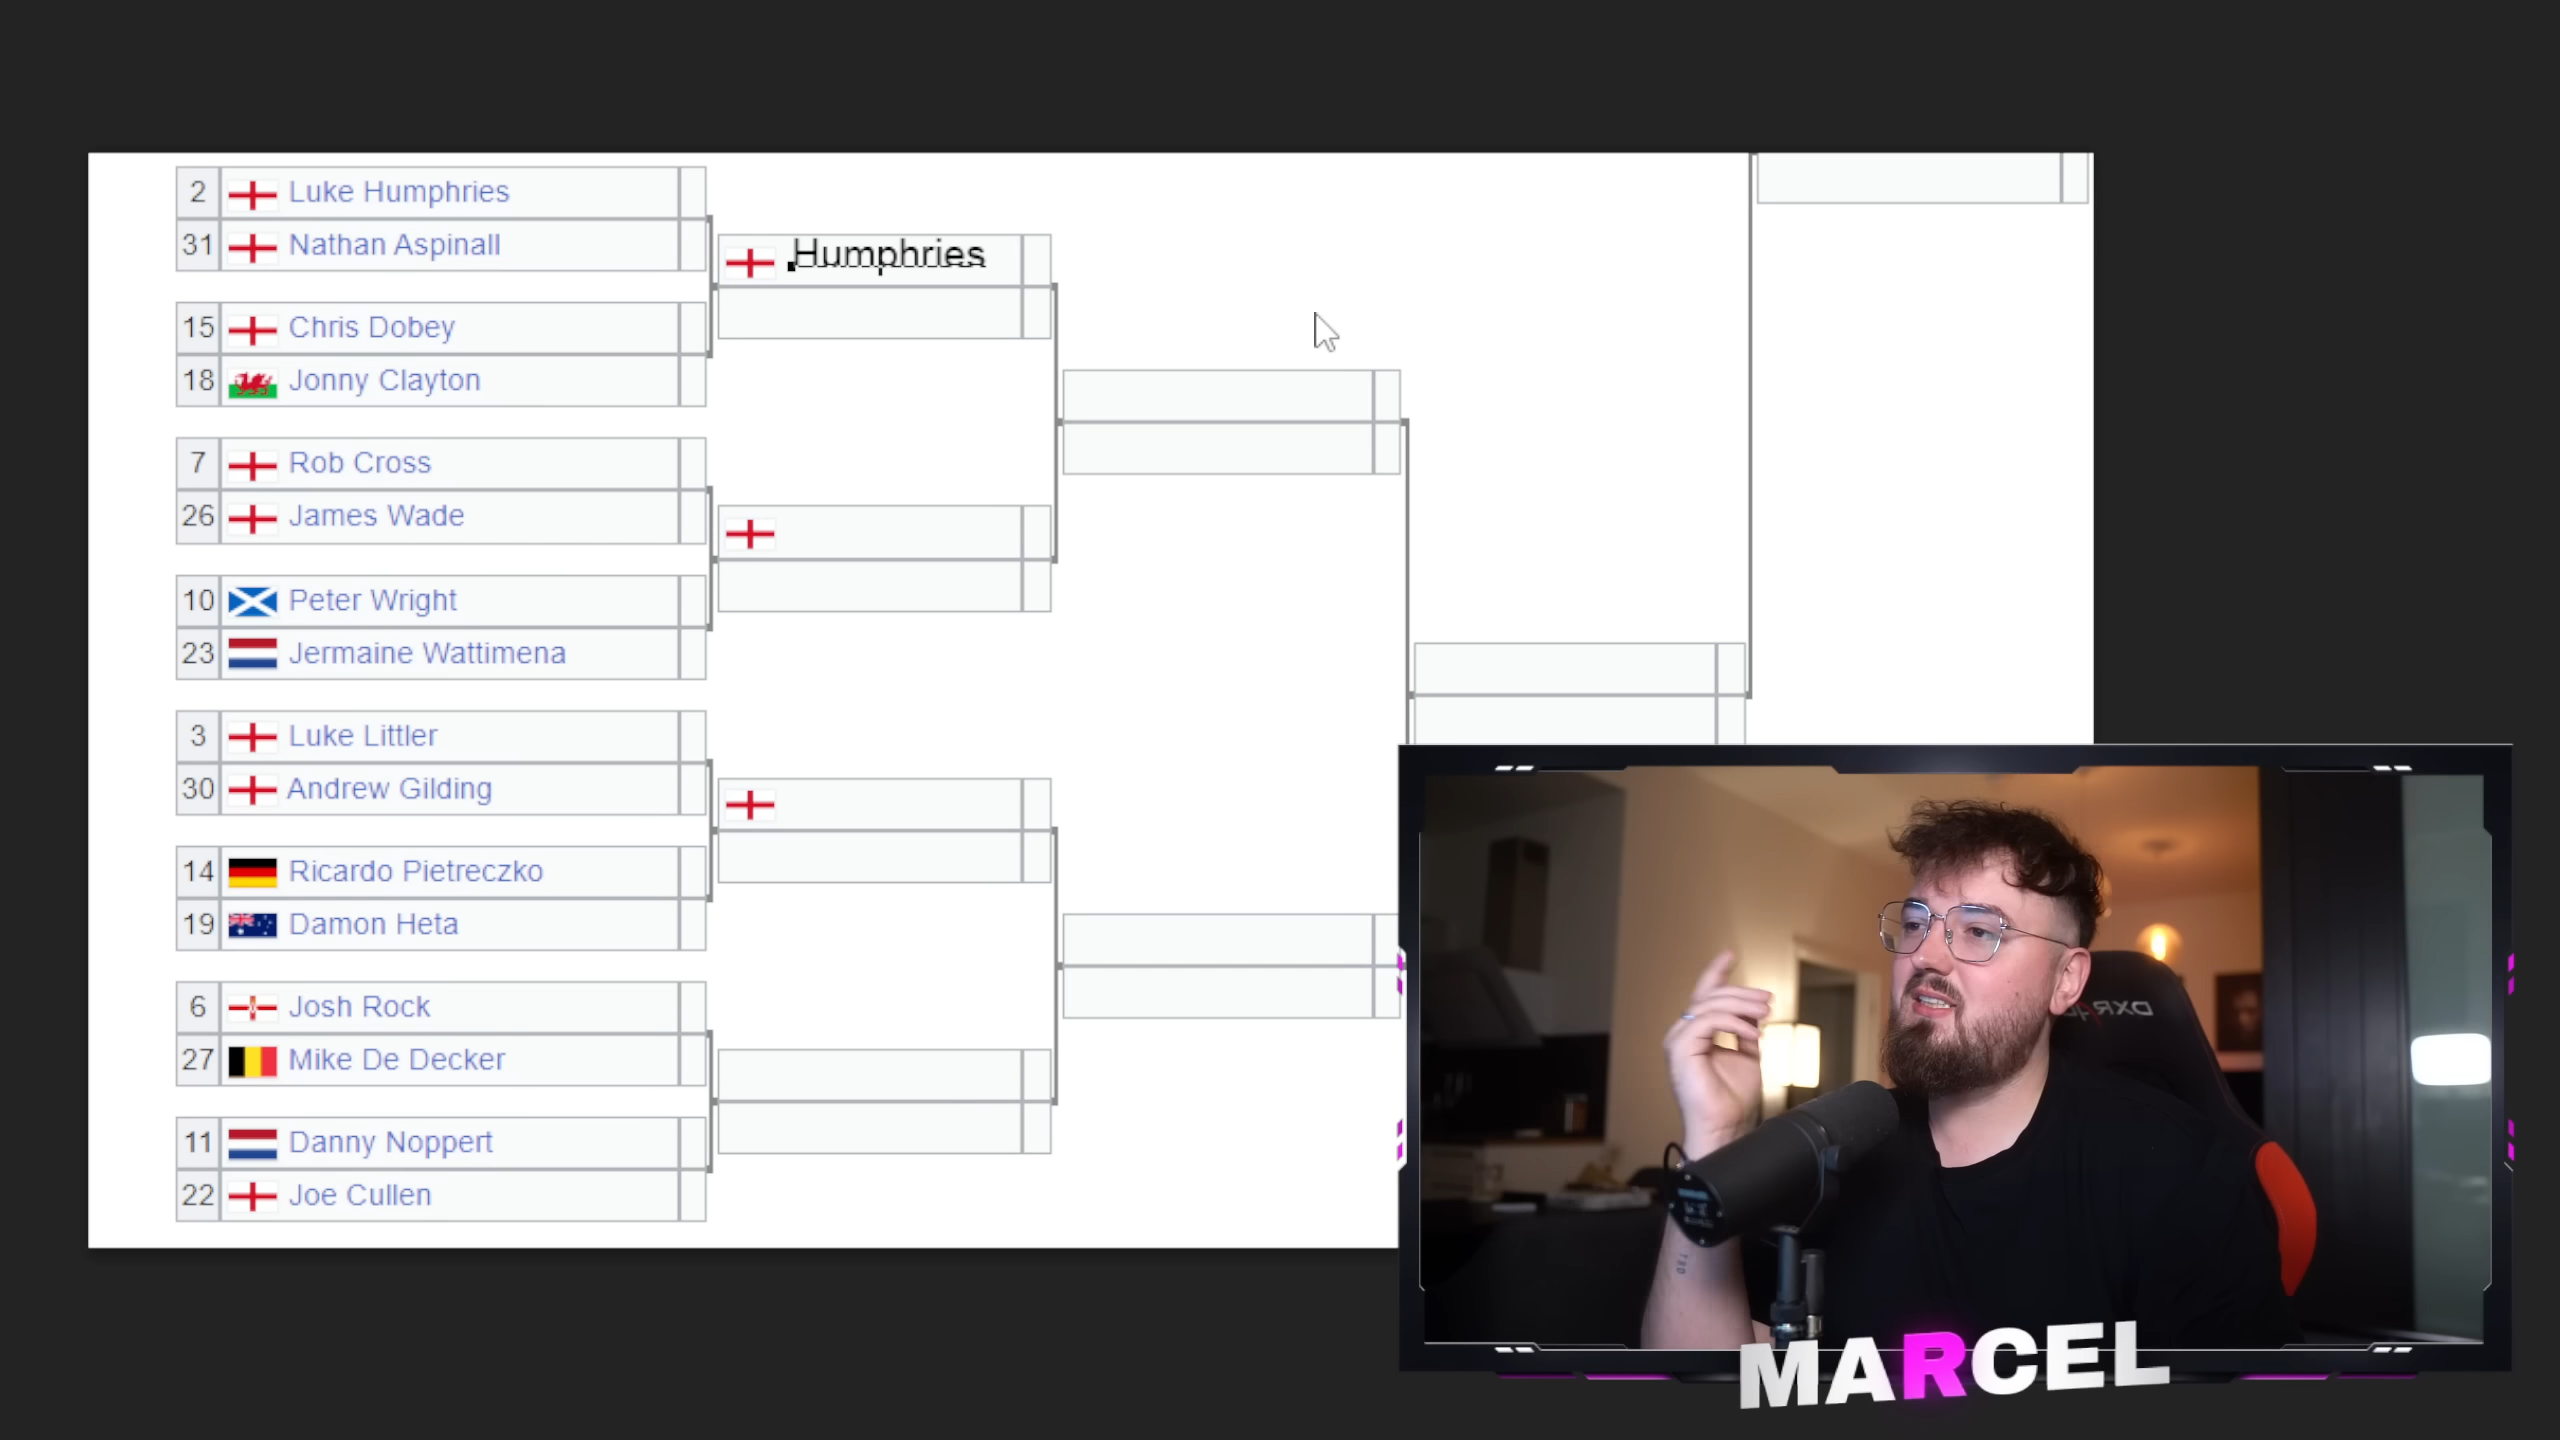 2 Luke Humphries
31 Nathan Aspinall
Humphries
15 Chris Dobey
18 Jonny Clayton
7 Rob Cross
26 James Wade
10 Peter Wright
23 Jermaine Wattimena
3 Luke Littler
30 Andrew Gilding
14 Ricardo Pietreczko
19 Damon Heta
6 Josh Rock
27 Mike De Decker
11 Danny Noppert
22 Joe Cullen
MARCEL